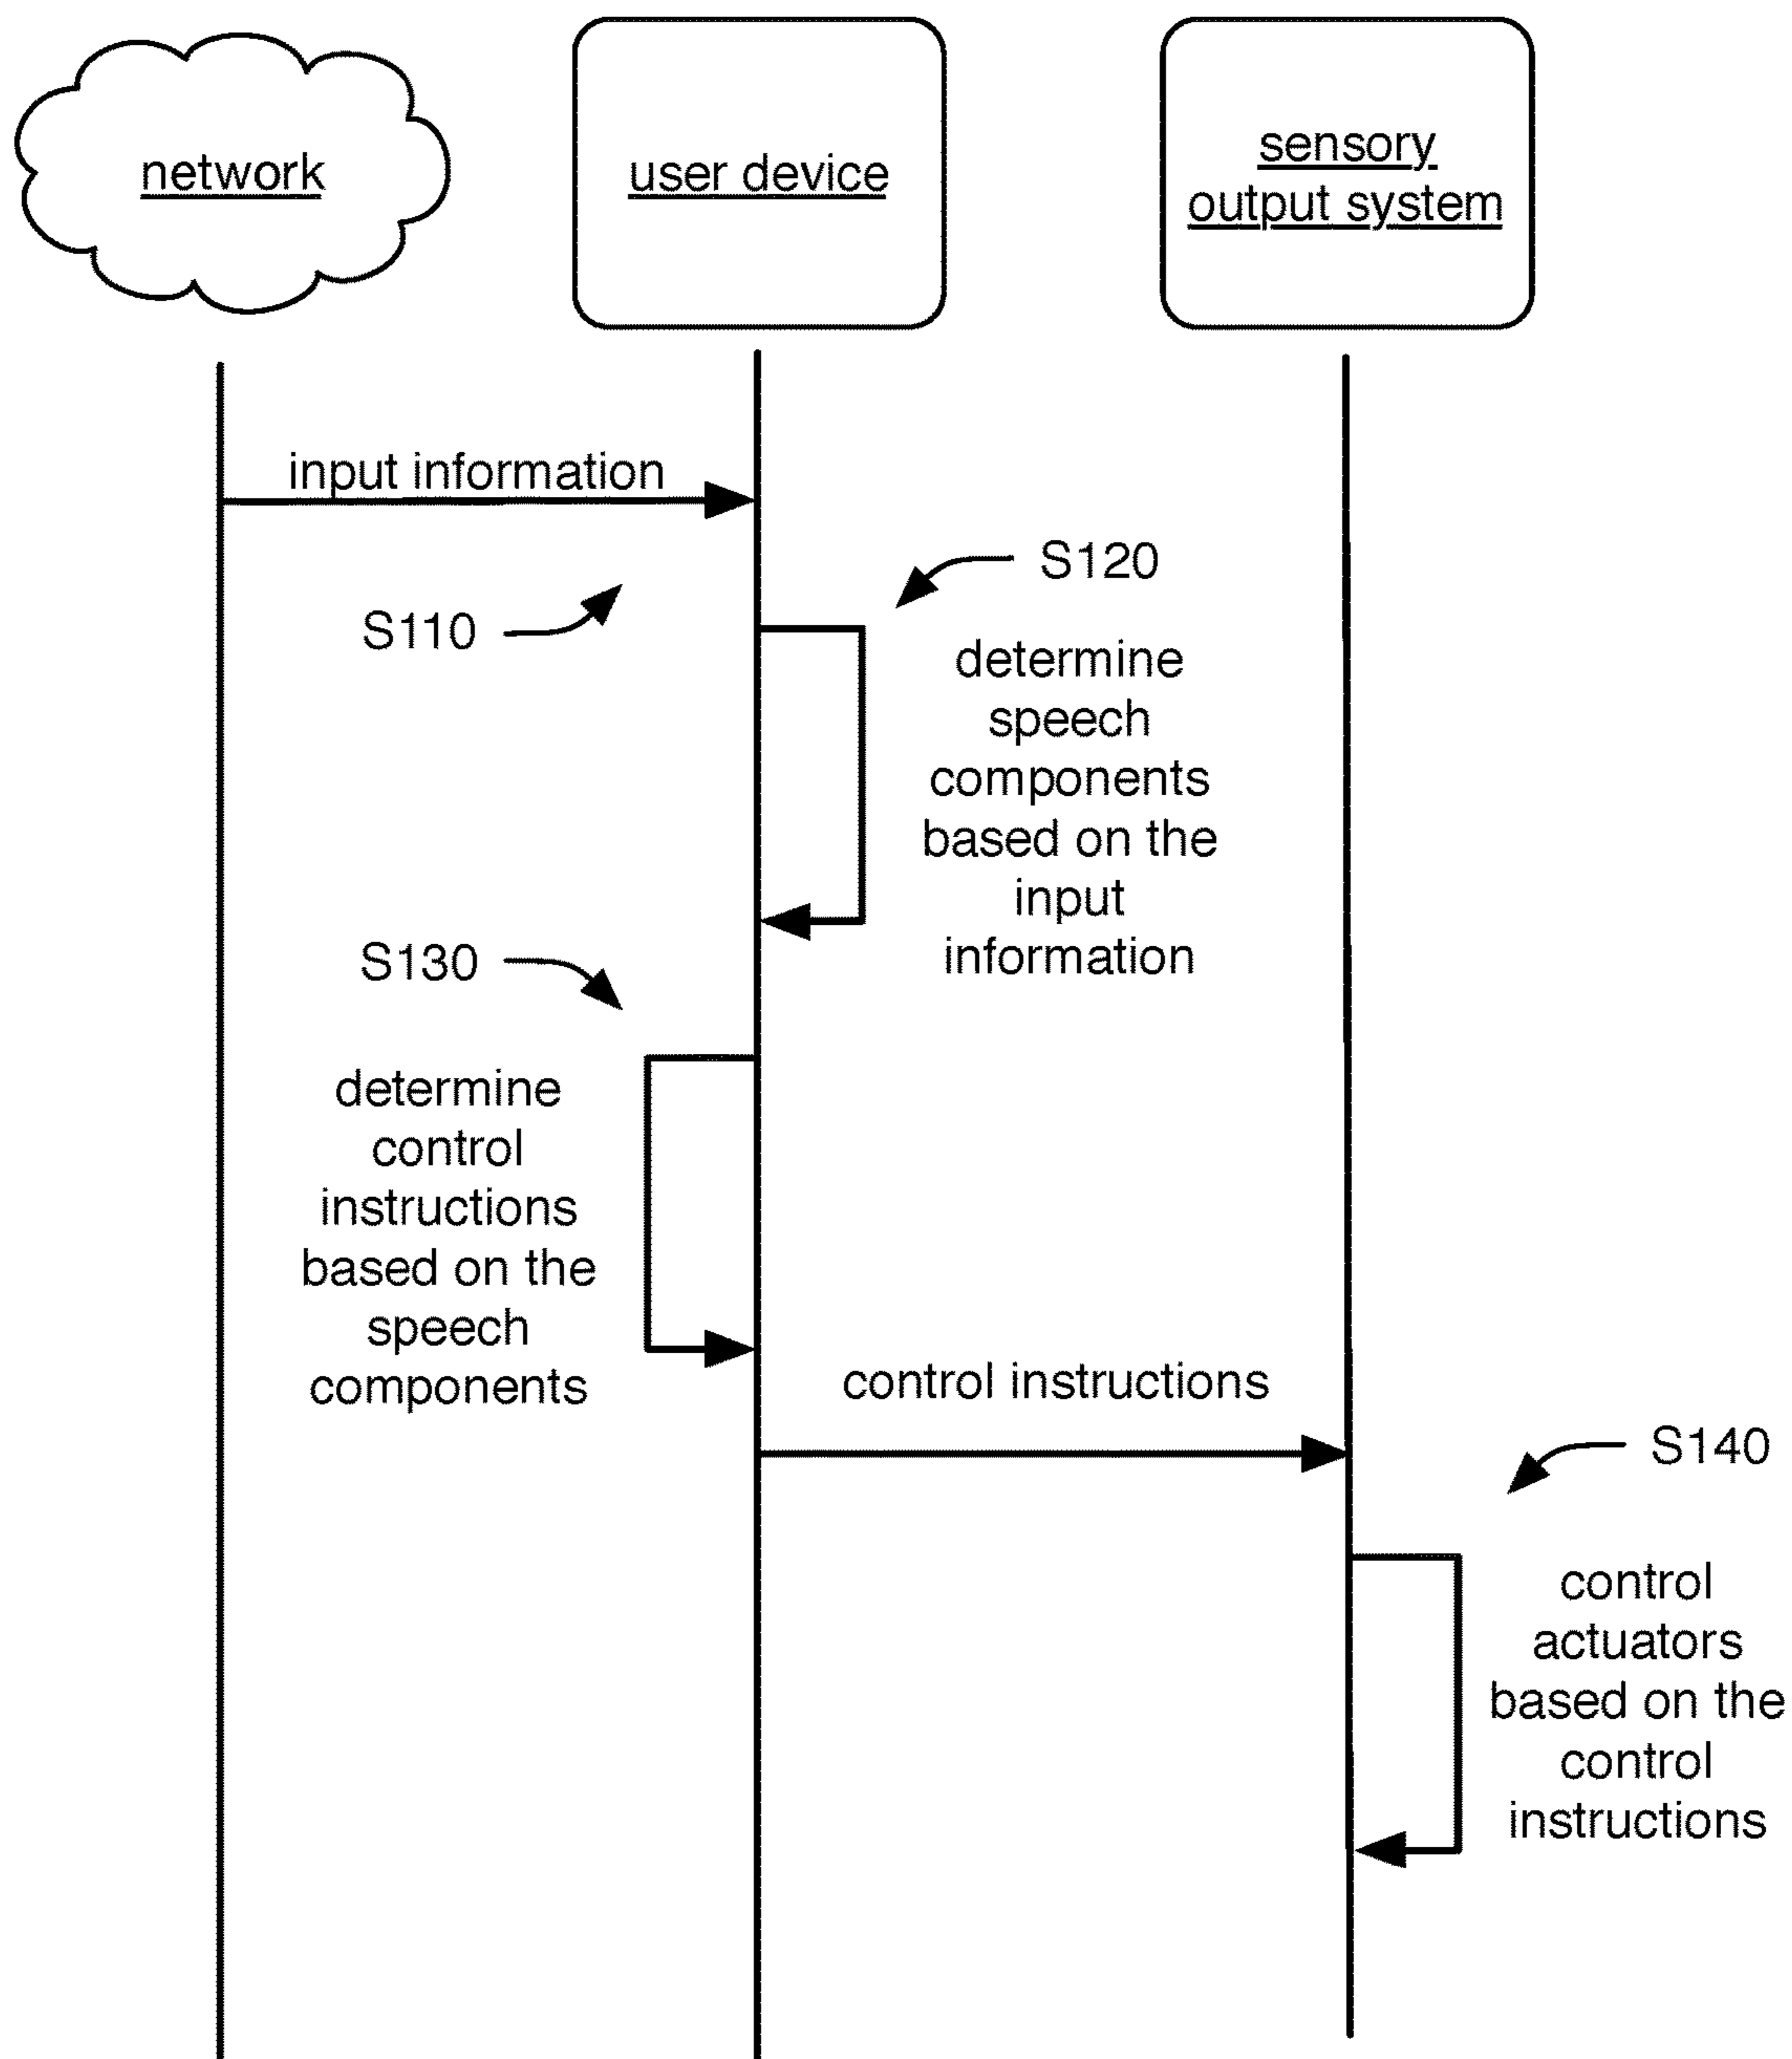 network
user device
sensory
output system
input information
S120
S110
determine
speech
components
based on the
input
information
S130
determine
control
instructions
based on the
speech
components
control instructions
S140
control
actuators
based on the
control
instructions